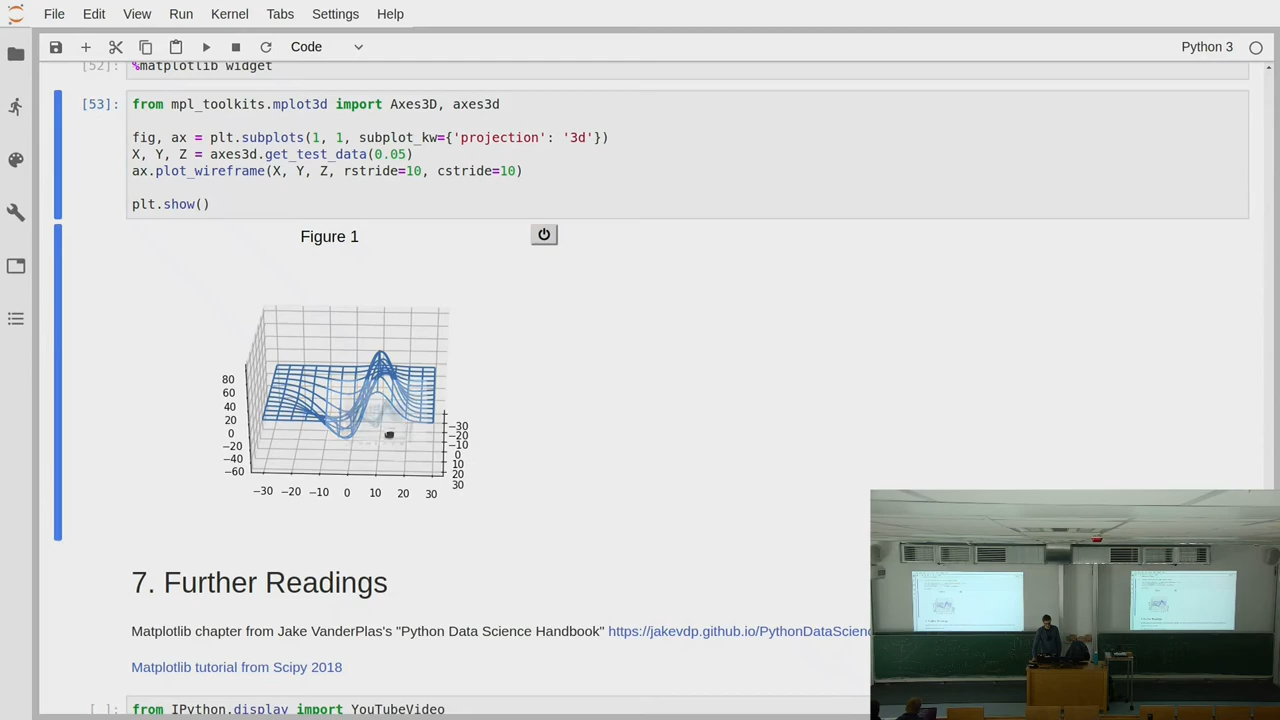 File Edit View Run Kernel Tabs Settings Help
Code
Python 3
[52]: %matplotlib widget
[53]: from mpl_toolkits.mplot3d import Axes3D, axes3d
fig, ax = plt.subplots(1, 1, subplot_kw={'projection': '3d'})
X, Y, Z = axes3d.get_test_data(0.05)
ax.plot_wireframe(X, Y, Z, rstride=10, cstride=10)
plt.show()
Figure 1
80
60
40
20
0
−20
−40
−60
−30 −20 −10 0 10 20 30
−30
−20
−10
0
10
20
30
7. Further Readings
Matplotlib chapter from Jake VanderPlas's "Python Data Science Handbook" https://jakevdp.github.io/PythonDataScienc
Matplotlib tutorial from Scipy 2018
[ ]: from IPython.display import YouTubeVideo